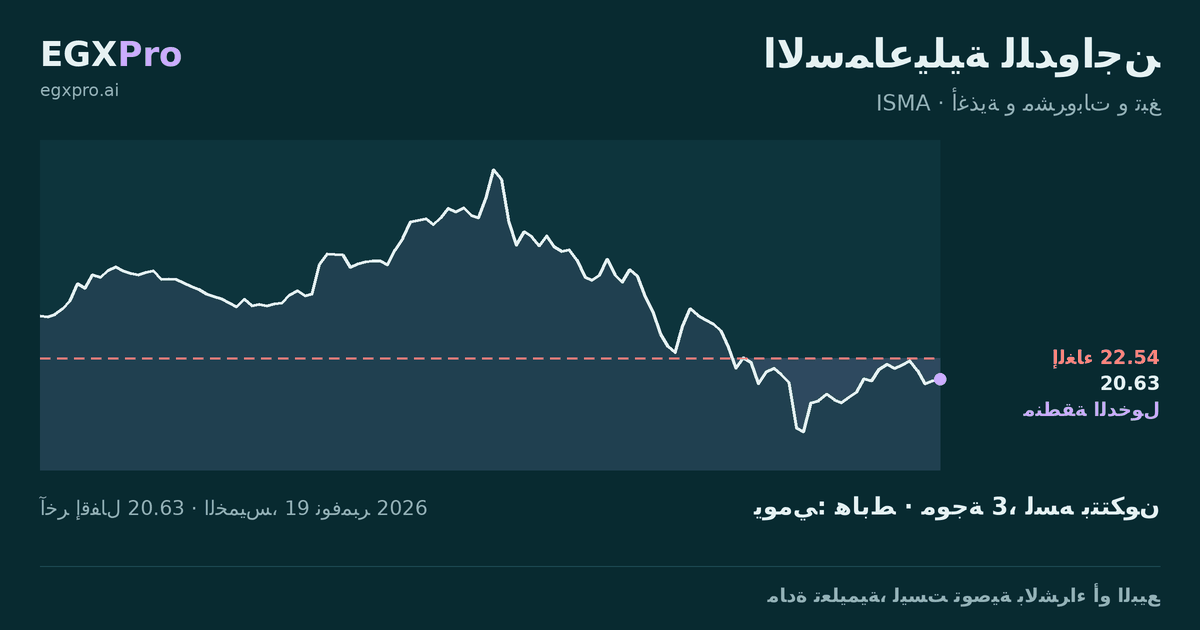 EGXPro
egxpro.ai
الاسماعيلية للدواجن
ISMA · أغذية و مشروبات و تبغ
إلغاء 22.54
20.63
منطقة الدخول
يومي: هابط · موجة 3، لسه بتتكون
آخر إقفال 20.63 · الخميس، 19 نوفمبر 2026
مادة تعليمية، ليست توصية بالشراء أو البيع